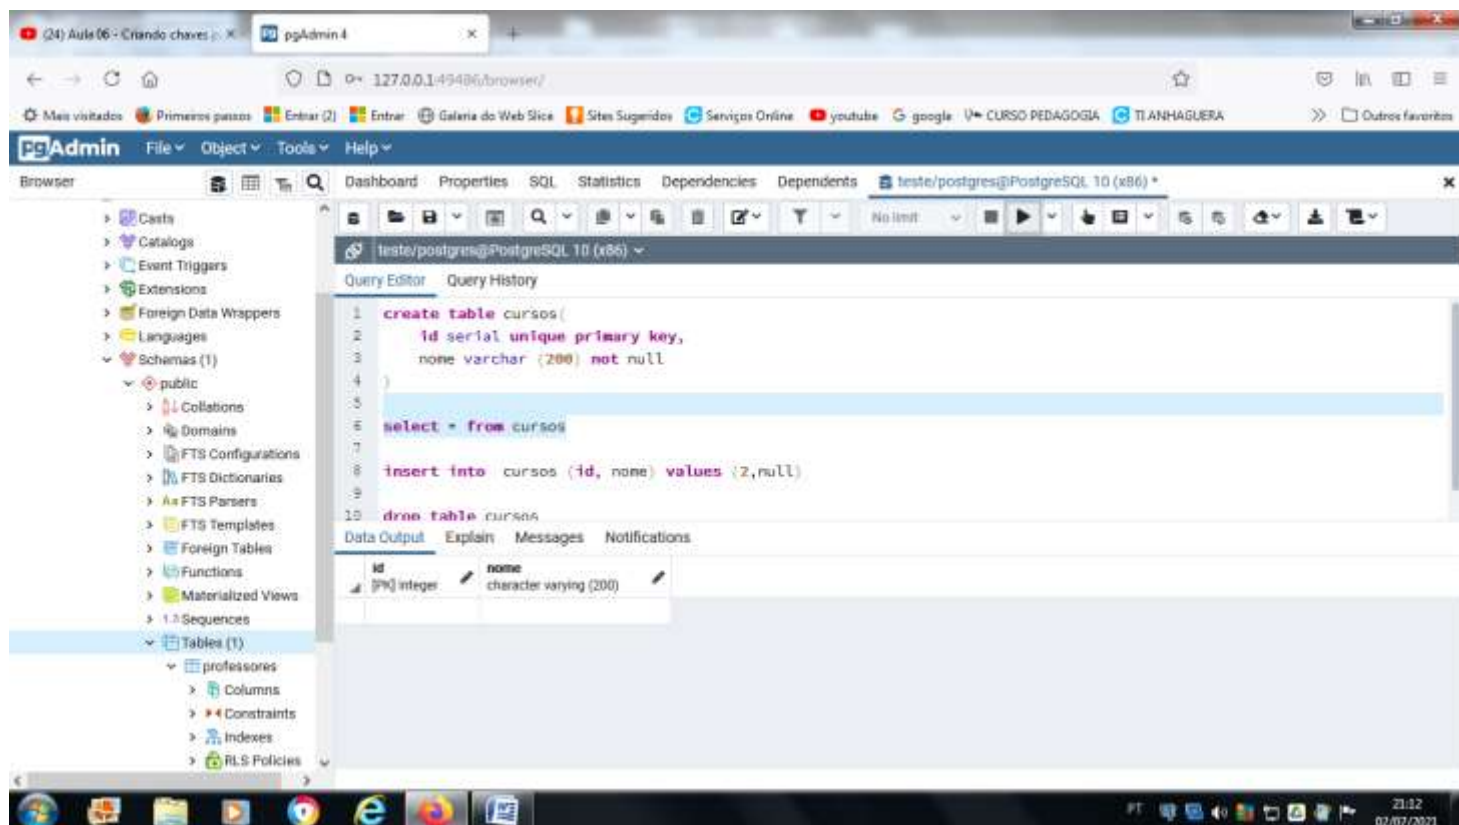 (24) Aula 06 - Criando chaves
pgAdmin 4
127.0.0.1:49486/browser/
Mais visitados Primeiros passos Entrar (2) Entrar Galeria do Web Slice Sites Sugeridos Serviços Online youtube google CURSO PEDAGOGIA TI ANHAGUERA Outros favoritos
pgAdmin File Object Tools Help
Browser
Dashboard Properties SQL Statistics Dependencies Dependents teste/postgres@PostgreSQL 10 (x86) *
No limit
teste/postgres@PostgreSQL 10 (x86)
Query Editor Query History
Casts
Catalogs
Event Triggers
Extensions
Foreign Data Wrappers
Languages
Schemas (1)
public
Collations
Domains
FTS Configurations
FTS Dictionaries
FTS Parsers
FTS Templates
Foreign Tables
Functions
Materialized Views
1..3 Sequences
Tables (1)
professores
Columns
Constraints
Indexes
RLS Policies
1 create table cursos(
2 id serial unique primary key,
3 nome varchar (200) not null
4 )
5
6 select * from cursos
7
8 insert into cursos (id, nome) values (2,null)
9
10 drop table cursos
Data Output Explain Messages Notifications
id
[PK] integer
nome
character varying (200)
PT
21:12
02/07/2021